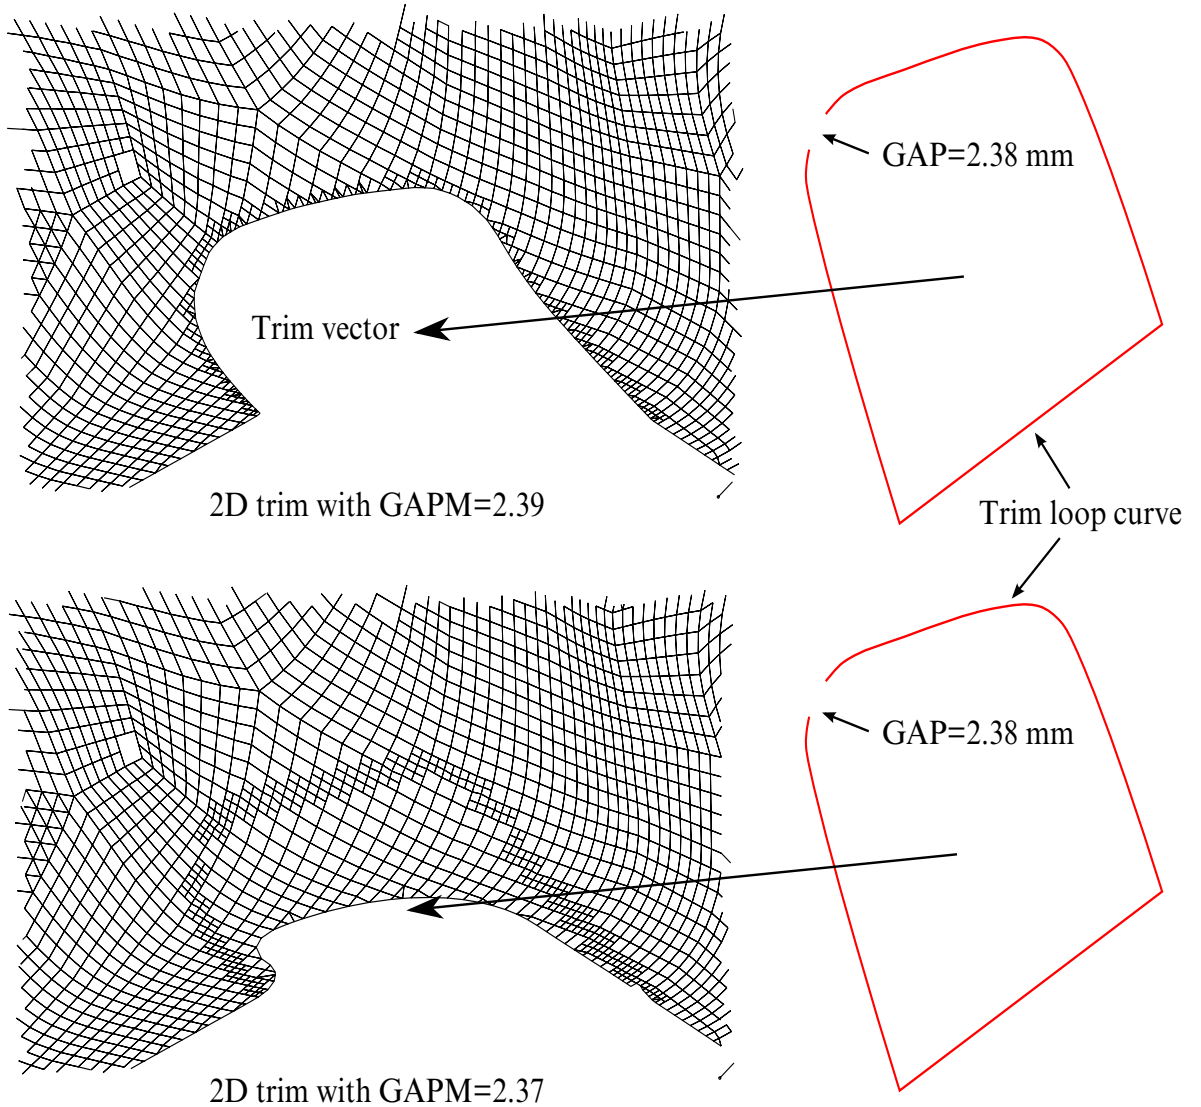 GAP=2.38 mm
Trim vector
2D trim with GAPM=2.39
Trim loop curve
GAP=2.38 mm
2D trim with GAPM=2.37